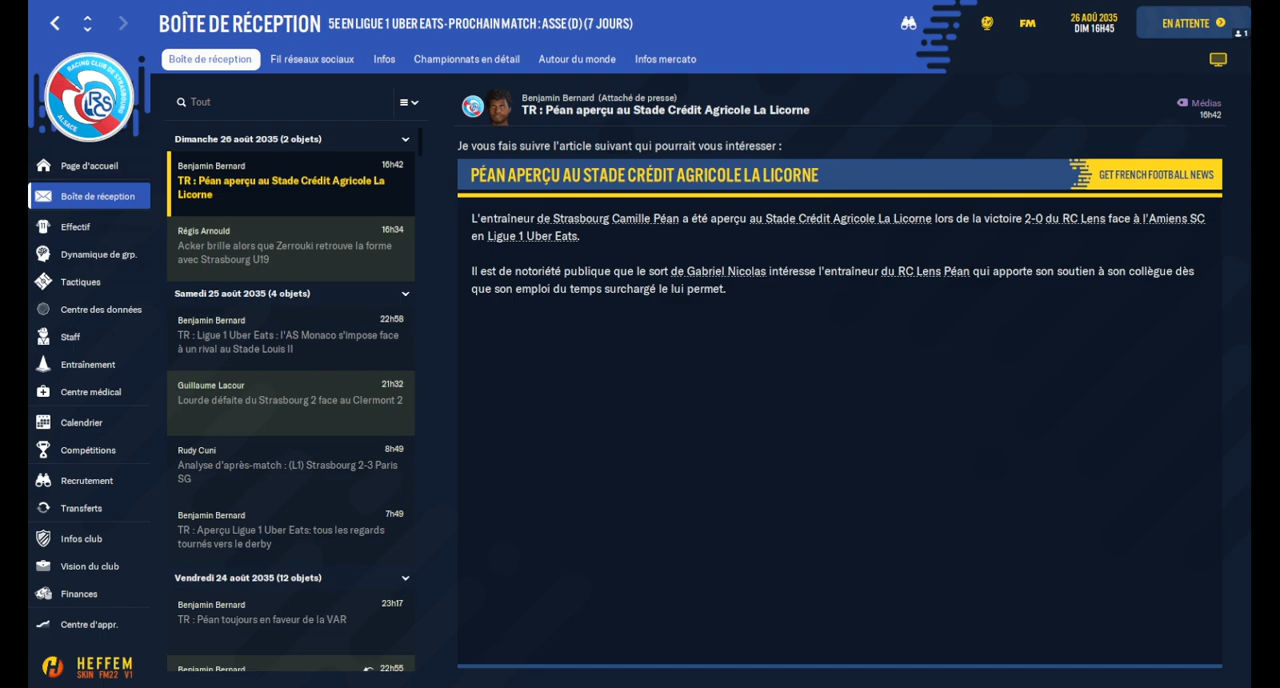 BOÎTE DE RÉCEPTION 5E EN LIGUE 1 UBER EATS - PROCHAIN MATCH : ASSE (D) (7 JOURS)
FM
26 AOÛ 2035
DIM 16H45
EN ATTENTE
1
Boîte de réception
Fil réseaux sociaux
Infos
Championnats en détail
Autour du monde
Infos mercato
RACING CLUB DE STRASBOURG
ALSACE
Page d'accueil
Boîte de réception
Effectif
Dynamique de grp.
Tactiques
Centre des données
Staff
Entraînement
Centre médical
Calendrier
Compétitions
Recrutement
Transferts
Infos club
Vision du club
Finances
Centre d'appr.
HEFFEM
SKIN FM22 V1
Tout
Dimanche 26 août 2035 (2 objets)
Benjamin Bernard 16h42
TR : Péan aperçu au Stade Crédit Agricole La
Licorne
Régis Arnould 16h34
Acker brille alors que Zerrouki retrouve la forme
avec Strasbourg U19
Samedi 25 août 2035 (4 objets)
Benjamin Bernard 22h58
TR : Ligue 1 Uber Eats : l'AS Monaco s'impose face
à un rival au Stade Louis II
Guillaume Lacour 21h32
Lourde défaite du Strasbourg 2 face au Clermont 2
Rudy Cuni 8h49
Analyse d'après-match : (L1) Strasbourg 2-3 Paris
SG
Benjamin Bernard 7h49
TR : Aperçu Ligue 1 Uber Eats: tous les regards
tournés vers le derby
Vendredi 24 août 2035 (12 objets)
Benjamin Bernard 23h17
TR : Péan toujours en faveur de la VAR
Benjamin Bernard 22h55
Benjamin Bernard (Attaché de presse)
TR : Péan aperçu au Stade Crédit Agricole La Licorne
Médias
16h42
Je vous fais suivre l'article suivant qui pourrait vous intéresser :
PÉAN APERÇU AU STADE CRÉDIT AGRICOLE LA LICORNE
GET FRENCH FOOTBALL NEWS
L'entraîneur de Strasbourg Camille Péan a été aperçu au Stade Crédit Agricole La Licorne lors de la victoire 2-0 du RC Lens face à l'Amiens SC
en Ligue 1 Uber Eats.
Il est de notoriété publique que le sort de Gabriel Nicolas intéresse l'entraîneur du RC Lens Péan qui apporte son soutien à son collègue dès
que son emploi du temps surchargé le lui permet.